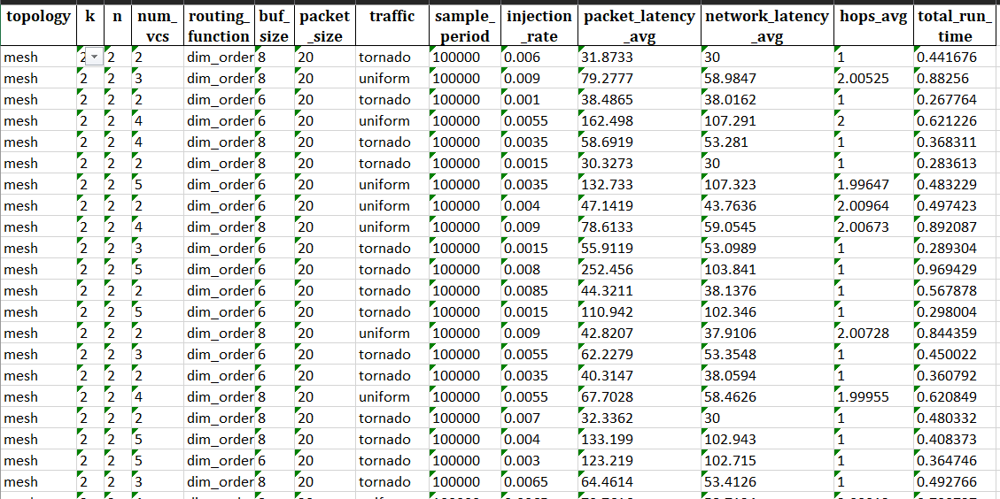 topology k n num_vcs routing_function buf_size packet_size traffic sample_period injection_rate packet_latency_avg network_latency_avg hops_avg total_run_time
mesh 2 2 2 dim_order 8 20 tornado 100000 0.006 31.8733 30 1 0.441676
mesh 2 2 3 dim_order 8 20 uniform 100000 0.009 79.2777 58.9847 2.00525 0.88256
mesh 2 2 2 dim_order 6 20 tornado 100000 0.001 38.4865 38.0162 1 0.267764
mesh 2 2 4 dim_order 6 20 uniform 100000 0.0055 162.498 107.291 2 0.621226
mesh 2 2 4 dim_order 8 20 tornado 100000 0.0035 58.6919 53.281 1 0.368311
mesh 2 2 2 dim_order 8 20 tornado 100000 0.0015 30.3273 30 1 0.283613
mesh 2 2 5 dim_order 6 20 uniform 100000 0.0035 132.733 107.323 1.99647 0.483229
mesh 2 2 2 dim_order 6 20 uniform 100000 0.004 47.1419 43.7636 2.00964 0.497423
mesh 2 2 4 dim_order 8 20 uniform 100000 0.009 78.6133 59.0545 2.00673 0.892087
mesh 2 2 3 dim_order 6 20 tornado 100000 0.0015 55.9119 53.0989 1 0.289304
mesh 2 2 5 dim_order 6 20 tornado 100000 0.008 252.456 103.841 1 0.969429
mesh 2 2 2 dim_order 6 20 tornado 100000 0.0085 44.3211 38.1376 1 0.567878
mesh 2 2 5 dim_order 6 20 tornado 100000 0.0015 110.942 102.346 1 0.298004
mesh 2 2 2 dim_order 8 20 uniform 100000 0.009 42.8207 37.9106 2.00728 0.844359
mesh 2 2 3 dim_order 6 20 tornado 100000 0.0055 62.2279 53.3548 1 0.450022
mesh 2 2 2 dim_order 6 20 tornado 100000 0.0035 40.3147 38.0594 1 0.360792
mesh 2 2 4 dim_order 8 20 uniform 100000 0.0055 67.7028 58.4626 1.99955 0.620849
mesh 2 2 2 dim_order 8 20 tornado 100000 0.007 32.3362 30 1 0.480332
mesh 2 2 5 dim_order 8 20 tornado 100000 0.004 133.199 102.943 1 0.408373
mesh 2 2 5 dim_order 6 20 tornado 100000 0.003 123.219 102.715 1 0.364746
mesh 2 2 3 dim_order 8 20 tornado 100000 0.0065 64.4614 53.4126 1 0.492766